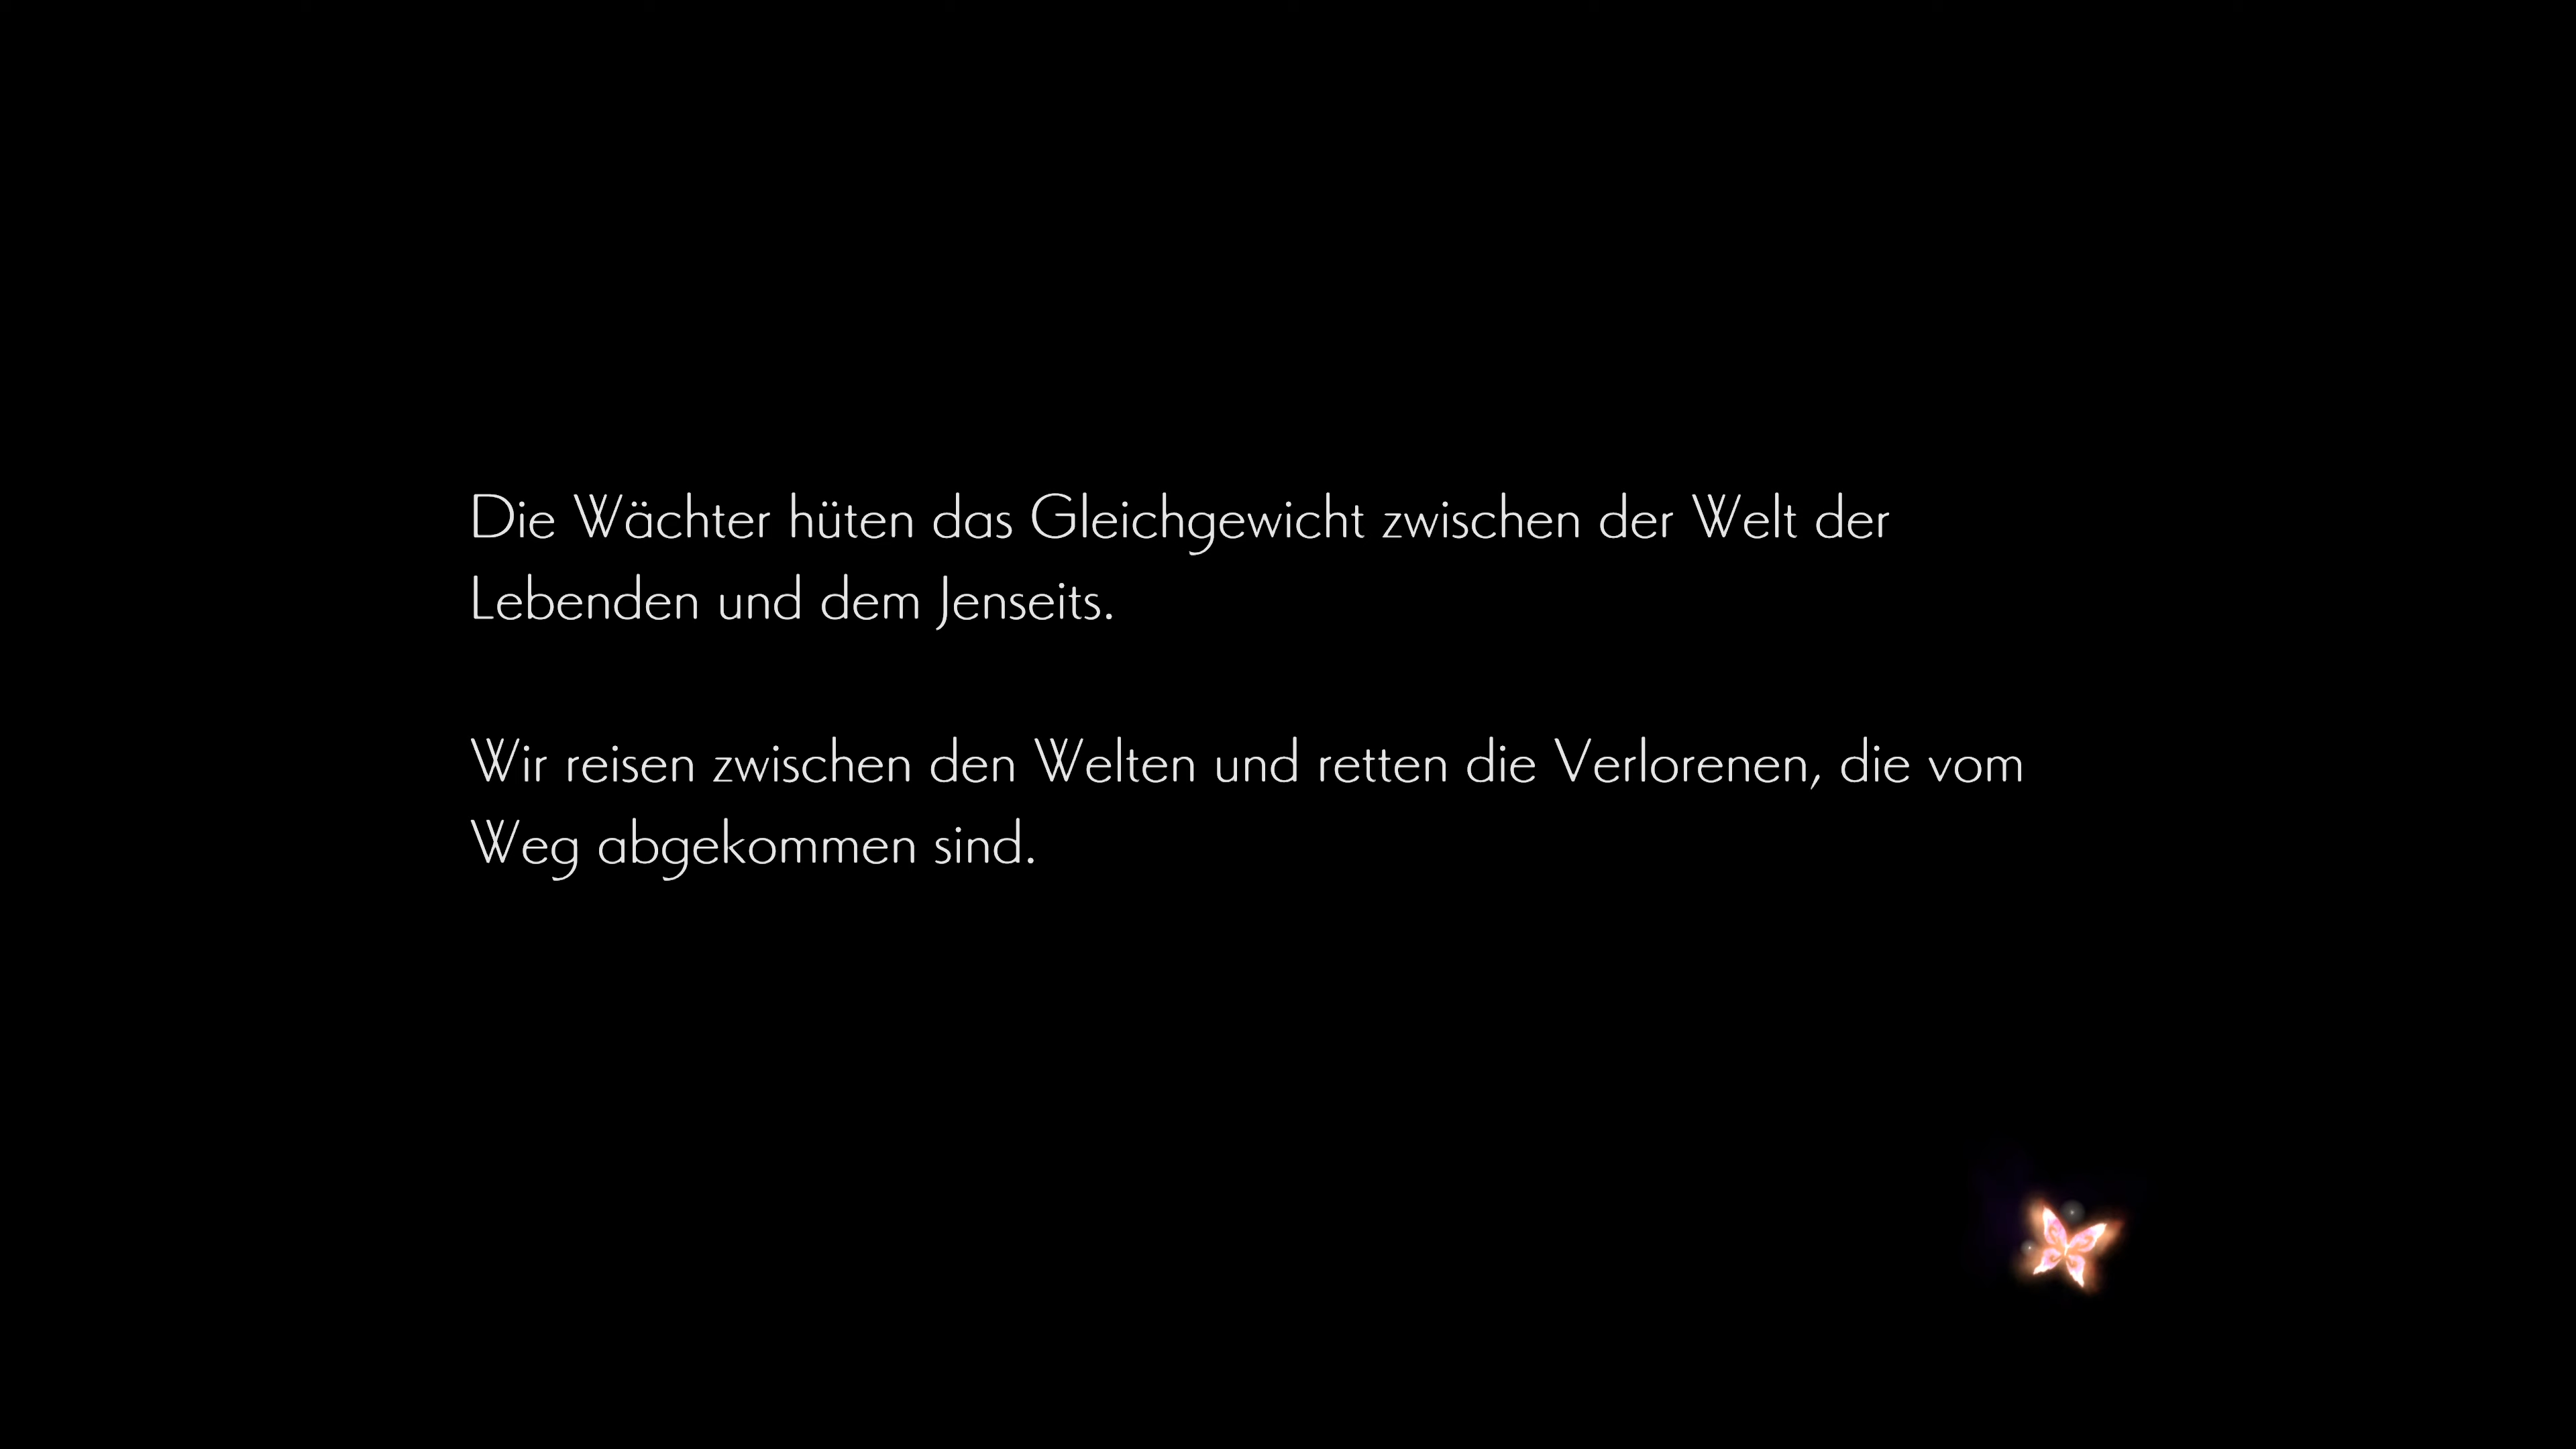 Die Wächter hüten das Gleichgewicht zwischen der Welt der
Lebenden und dem Jenseits.
Wir reisen zwischen den Welten und retten die Verlorenen, die vom
Weg abgekommen sind.